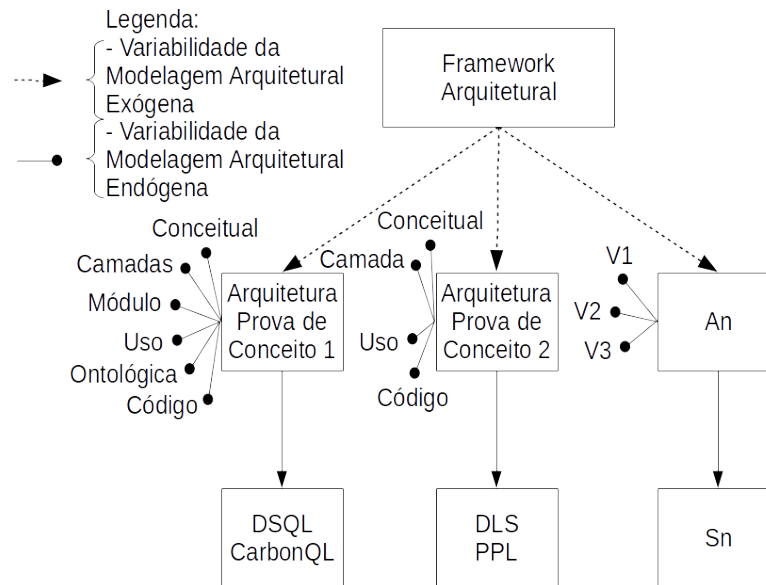 Legenda:
- Variabilidade da
Modelagem Arquitetural
Exógena
- Variabilidade da
Modelagem Arquitetural
Endógena
Framework
Arquitetural
Conceitual
Camadas
Módulo
Uso
Ontológica
Código
Arquitetura
Prova de
Conceito 1
Conceitual
Camada
Uso
Código
Arquitetura
Prova de
Conceito 2
V1
V2
V3
An
DSQL
CarbonQL
DLS
PPL
Sn